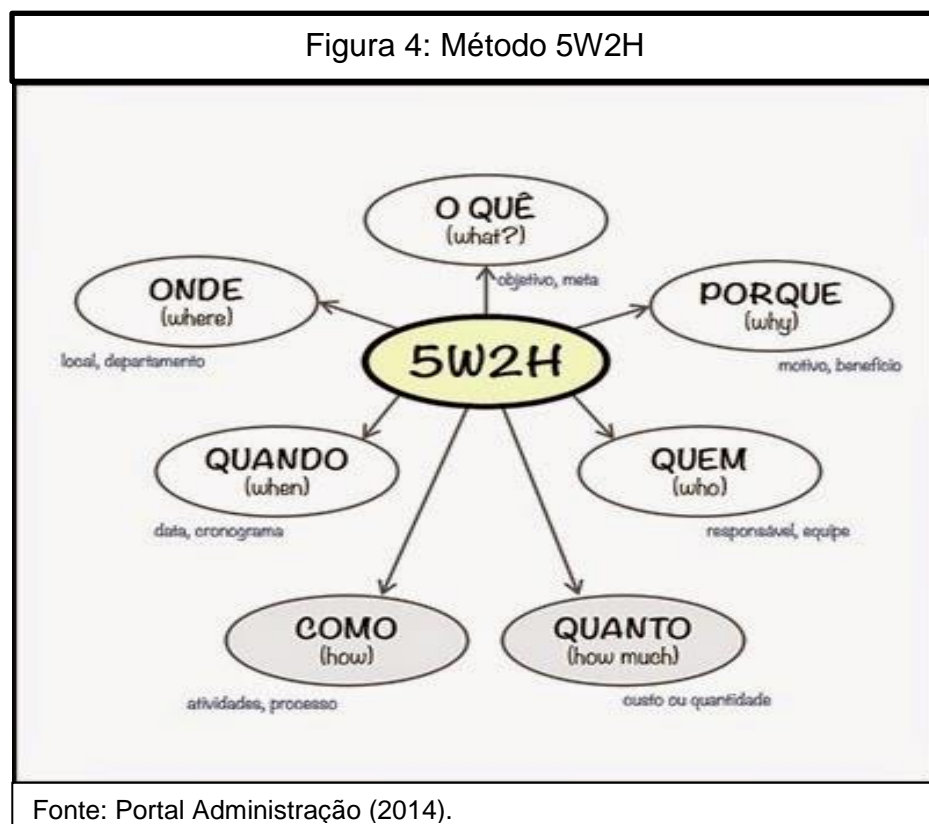 Figura 4: Método 5W2H
O QUÊ
(what?)
objetivo, meta
ONDE
(where)
local, departamento
PORQUE
(why)
motivo, benefício
5W2H
QUANDO
(when)
data, cronograma
QUEM
(who)
responsável, equipe
COMO
(how)
atividades, processo
QUANTO
(how much)
custo ou quantidade
Fonte: Portal Administração (2014).